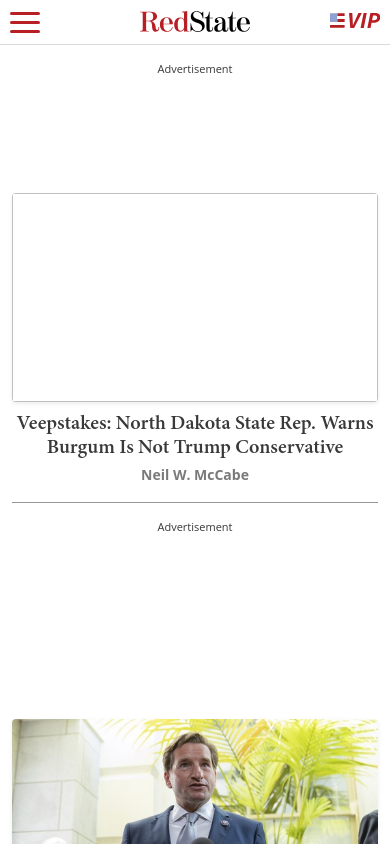 RedState
VIP
Advertisement
Veepstakes: North Dakota State Rep. Warns
Burgum Is Not Trump Conservative
Neil W. McCabe
Advertisement